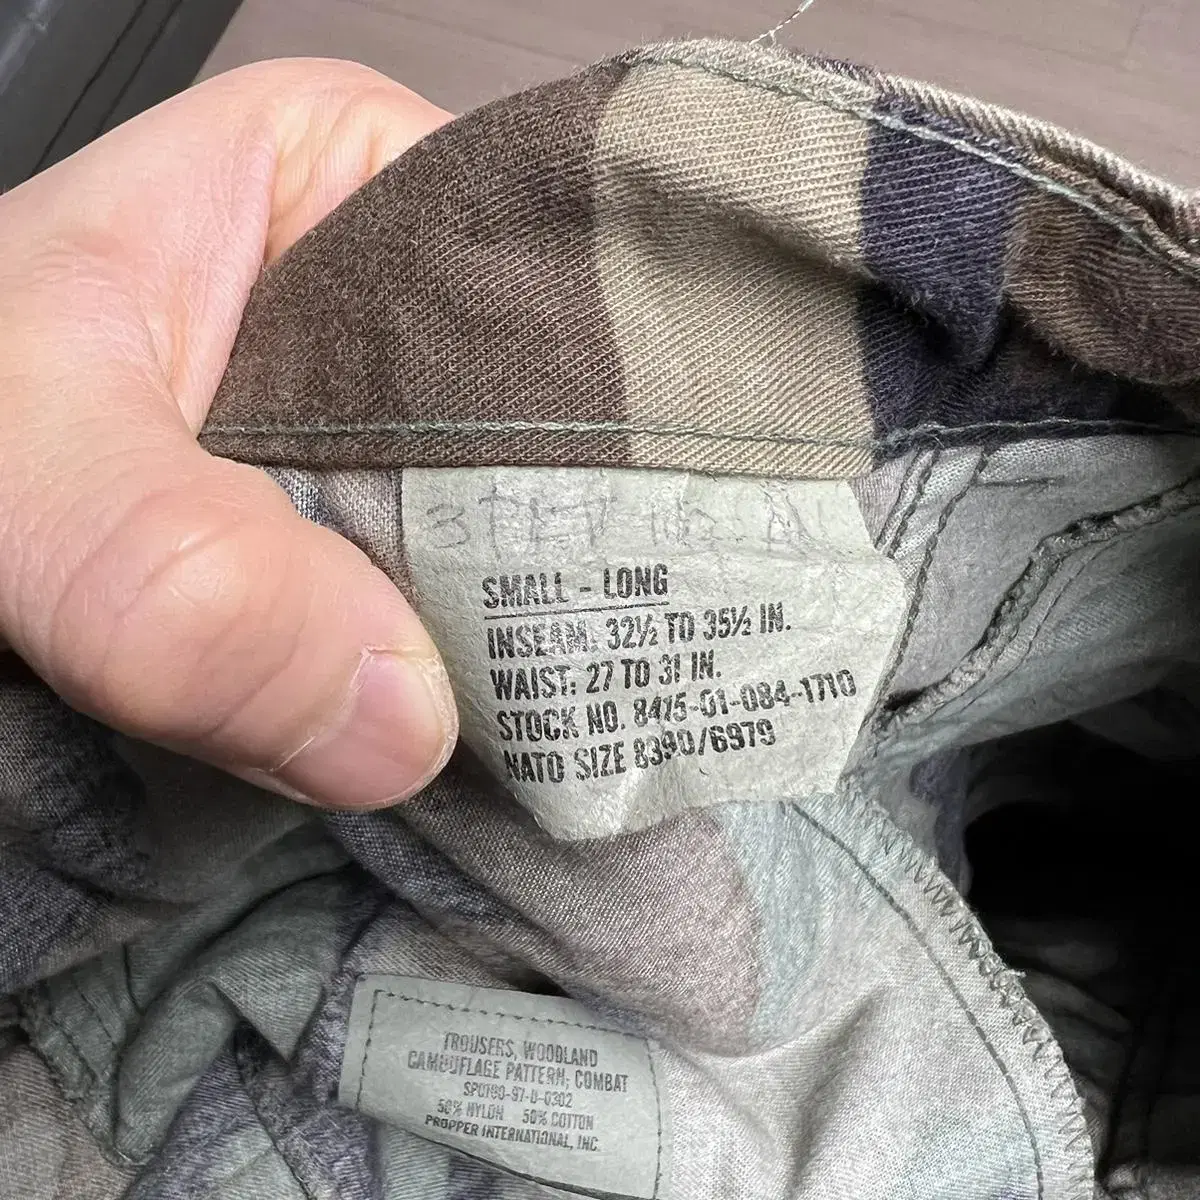 SMALL - LONG
INSEAM: 32½ TO 35½ IN.
WAIST: 27 TO 31 IN.
STOCK NO. 8415-01-084-1710
NATO SIZE 8390/6979
TROUSERS, WOODLAND
CAMOUFLAGE PATTERN; COMBAT
SPO100-97-D-0302
50% NYLON 50% COTTON
PROPPER INTERNATIONAL, INC